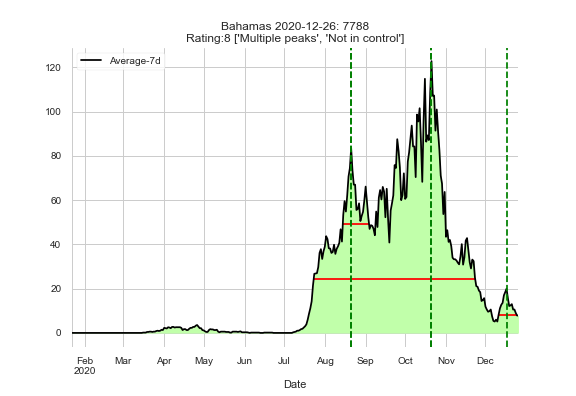 Bahamas 2020-12-26: 7788
Rating:8 ['Multiple peaks', 'Not in control']
Average-7d
120
100
80
60
40
20
0
Feb Mar Apr May Jun Jul Aug Sep Oct Nov Dec
2020
Date